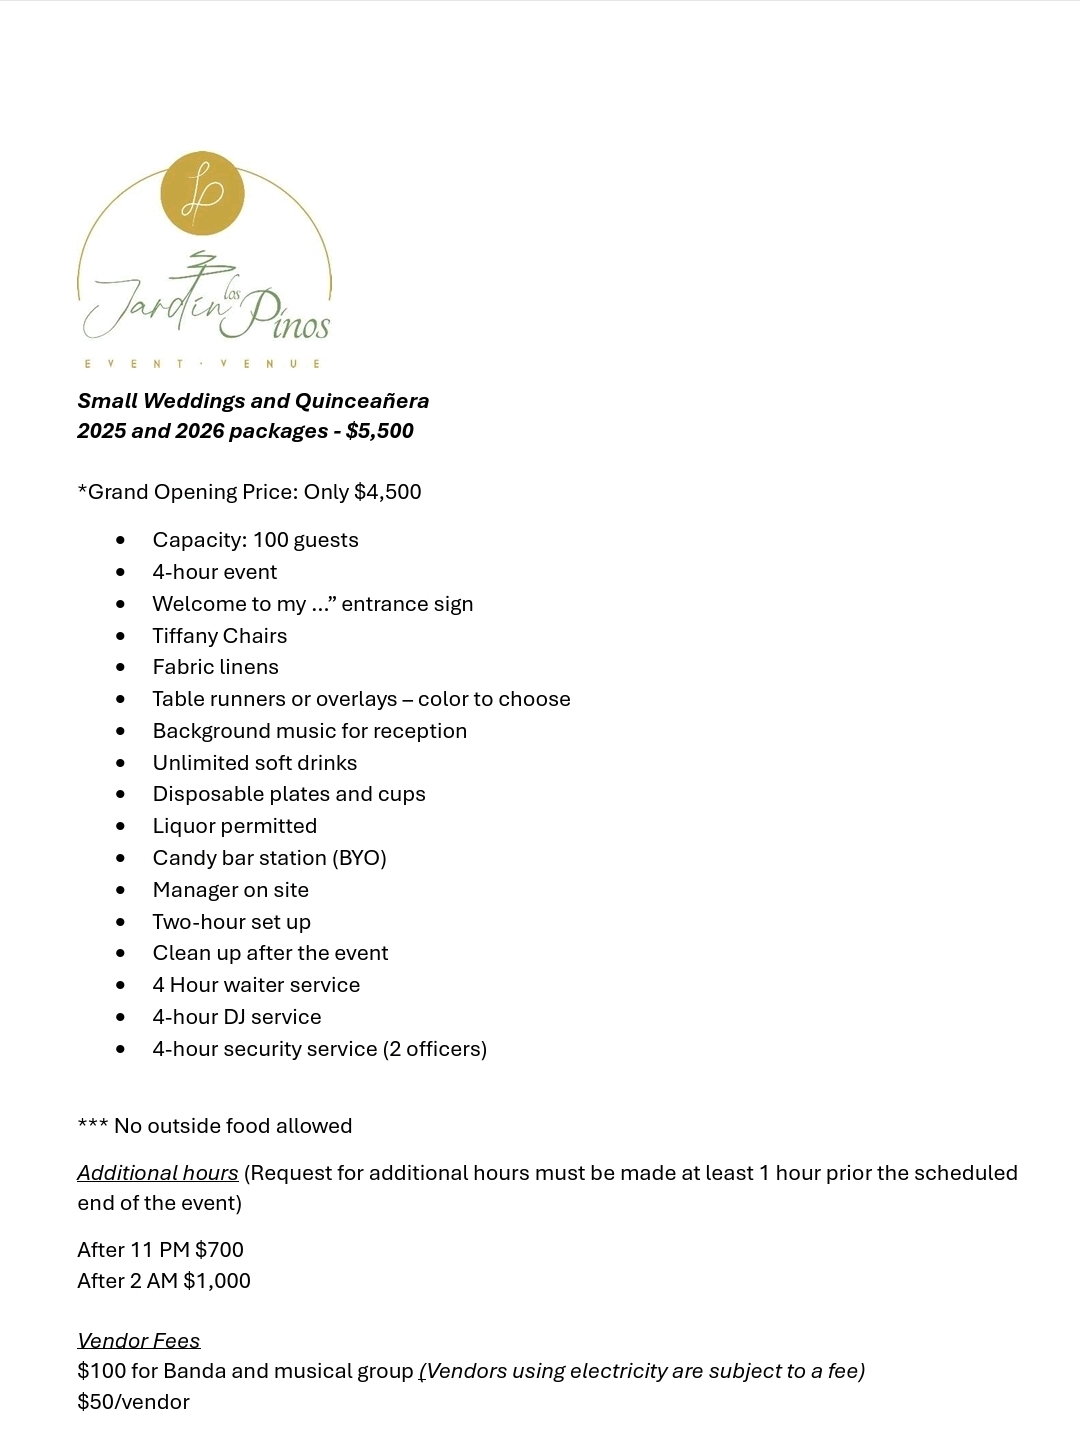 LP
Jardín los Pinos
EVENT · VENUE
Small Weddings and Quinceañera
2025 and 2026 packages - $5,500
*Grand Opening Price: Only $4,500
• Capacity: 100 guests
• 4-hour event
• Welcome to my ...” entrance sign
• Tiffany Chairs
• Fabric linens
• Table runners or overlays – color to choose
• Background music for reception
• Unlimited soft drinks
• Disposable plates and cups
• Liquor permitted
• Candy bar station (BYO)
• Manager on site
• Two-hour set up
• Clean up after the event
• 4 Hour waiter service
• 4-hour DJ service
• 4-hour security service (2 officers)
*** No outside food allowed
Additional hours (Request for additional hours must be made at least 1 hour prior the scheduled
end of the event)
After 11 PM $700
After 2 AM $1,000
Vendor Fees
$100 for Banda and musical group (Vendors using electricity are subject to a fee)
$50/vendor